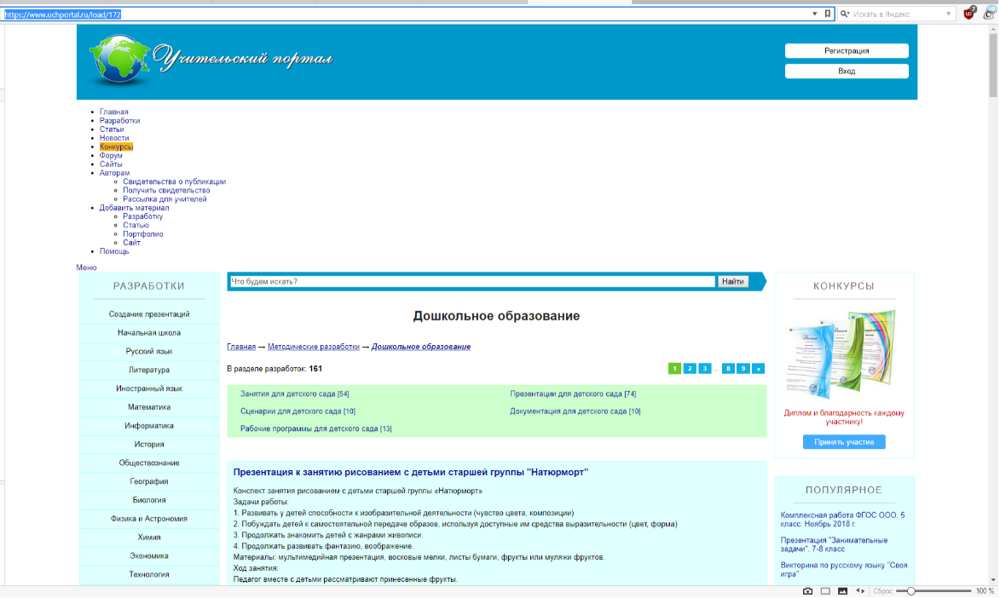 https://www.uchportal.ru/load/172
Искать в Яндекс
7
Учительский портал
Регистрация
Вход
Главная
Разработки
Статьи
Новости
Конкурсы
Форум
Сайты
Авторам
Свидетельства о публикации
Получить свидетельство
Рассылка для учителей
Добавить материал
Разработку
Статью
Портфолио
Сайт
Помощь
Меню
РАЗРАБОТКИ
Создание презентаций
Начальная школа
Русский язык
Литература
Иностранный язык
Математика
Информатика
История
Обществознание
География
Биология
Физика и Астрономия
Химия
Экономика
Технология
Что будем искать?
Найти
Дошкольное образование
Главная → Методические разработки → Дошкольное образование
В разделе разработок: 161
1 2 3 ... 8 9 »
Занятия для детского сада [54]
Презентации для детского сада [74]
Сценарии для детского сада [10]
Документация для детского сада [10]
Рабочие программы для детского сада [13]
Презентация к занятию рисованием с детьми старшей группы "Натюрморт"
Конспект занятия рисованием с детьми старшей группы «Натюрморт»
Задачи работы:
1. Развивать у детей способности к изобразительной деятельности (чувство цвета, композиции)
2. Побуждать детей к самостоятельной передаче образов, используя доступные им средства выразительности (цвет, форма)
3. Продолжать знакомить детей с жанрами живописи.
4. Продолжать развивать фантазию, воображение.
Материалы: мультимедийная презентация, восковые мелки, листы бумаги, фрукты или муляжи фруктов.
Ход занятия:
Педагог вместе с детьми рассматривают принесенные фрукты.
КОНКУРСЫ
Диплом и благодарность каждому
участнику!
Принять участие
ПОПУЛЯРНОЕ
Комплексная работа ФГОС ООО. 5
класс. Ноябрь 2018 г.
Презентация "Занимательные
задачи". 7-8 класс
Викторина по русскому языку "Своя
игра"
Сброс
100 %